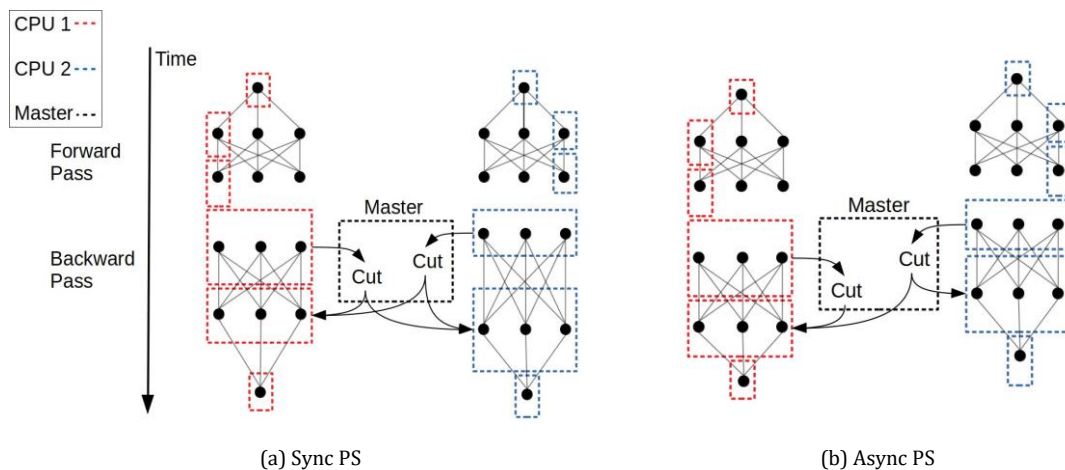 CPU 1
CPU 2
Master
Time
Forward
Pass
Backward
Pass
Master
Cut
Cut
(a) Sync PS
Master
Cut
Cut
(b) Async PS